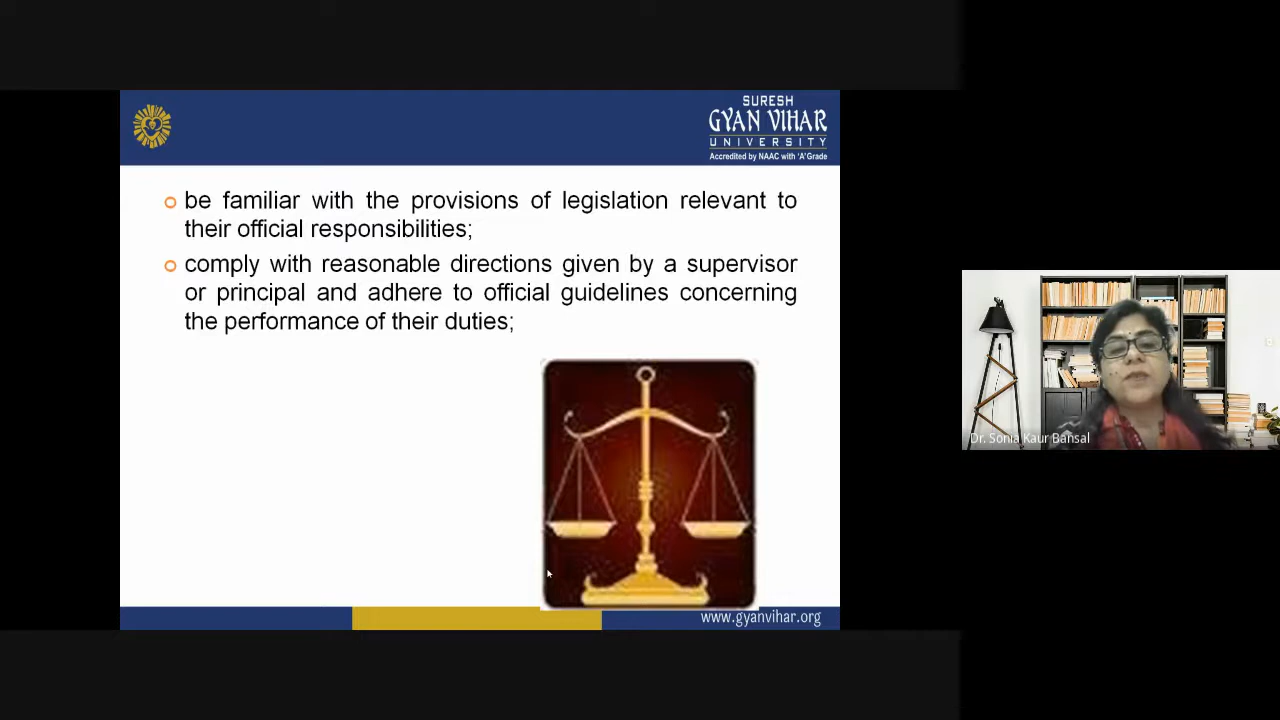 SURESH
GYAN VIHAR
UNIVERSITY
Accredited by NAAC with 'A'Grade
be familiar with the provisions of legislation relevant to
their official responsibilities;
comply with reasonable directions given by a supervisor
or principal and adhere to official guidelines concerning
the performance of their duties;
Dr. Sonia Kaur Bansal
www.gyanvihar.org